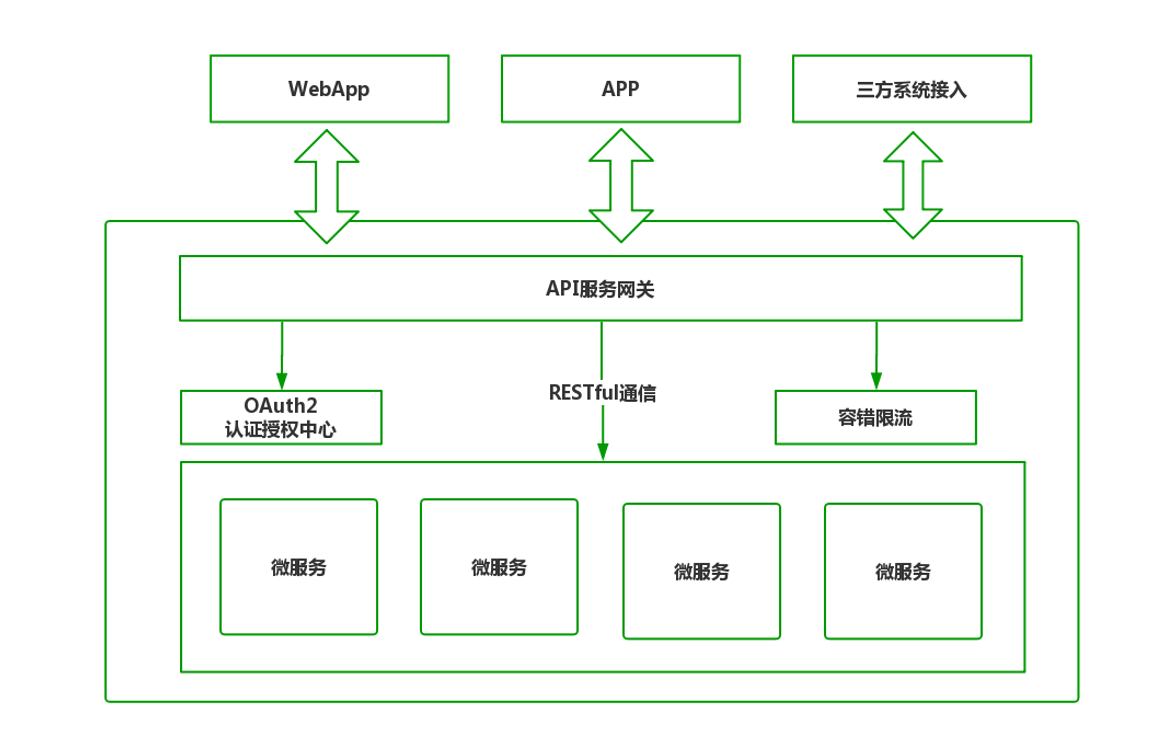 WebApp
APP
三方系统接入
API服务网关
RESTful通信
OAuth2
认证授权中心
容错限流
微服务
微服务
微服务
微服务